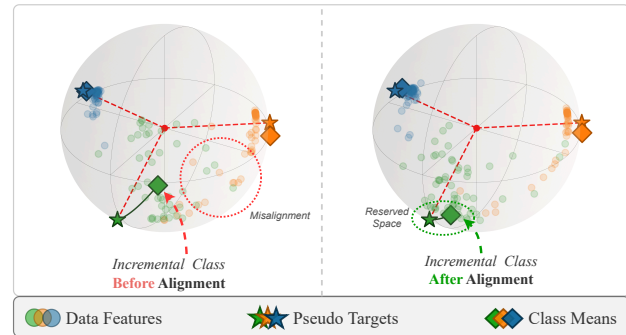 Misalignment
Incremental Class
Before Alignment
Reserved
Space
Incremental Class
After Alignment
Data Features
Pseudo Targets
Class Means